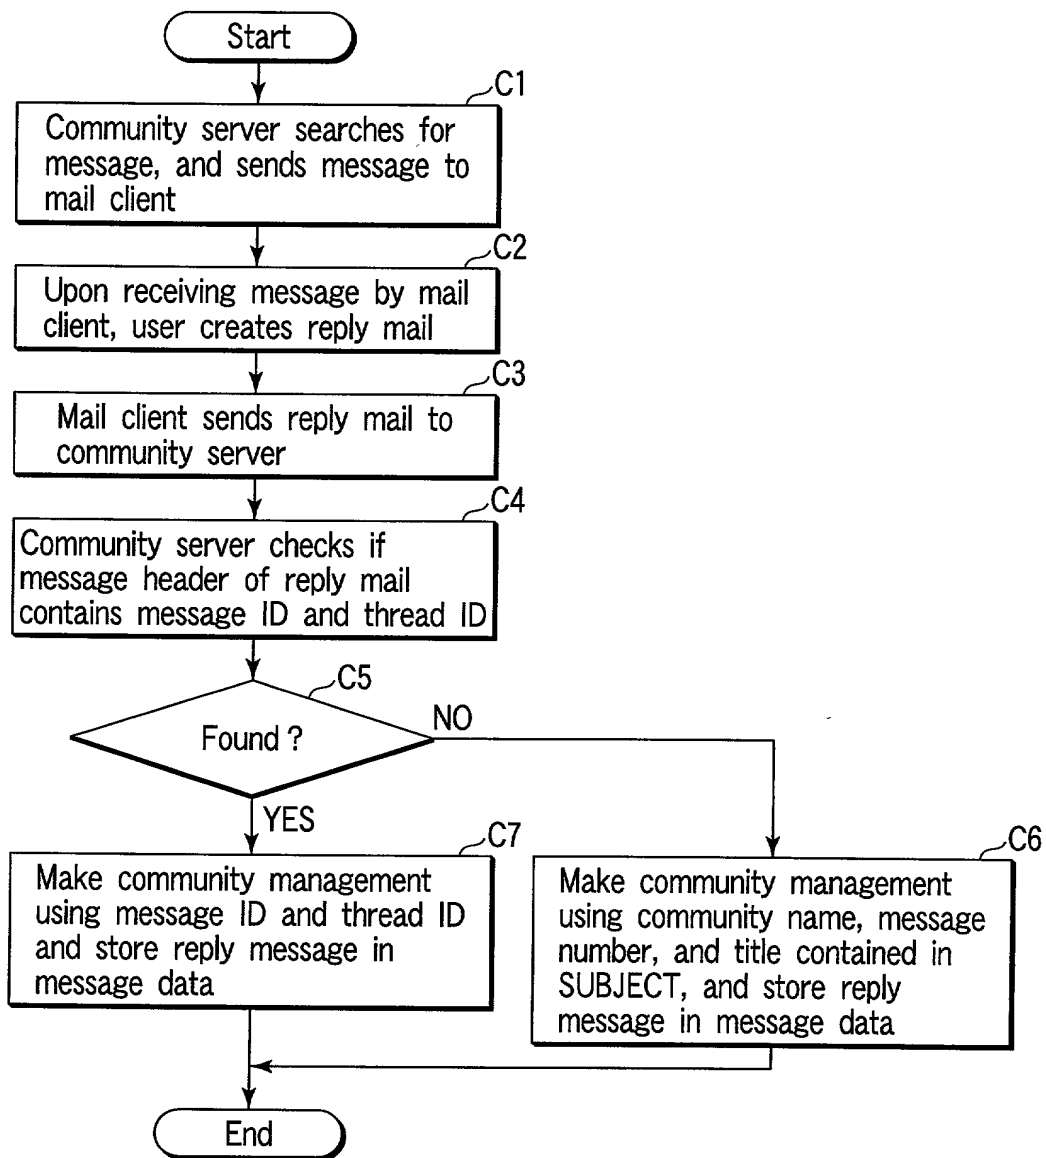 Start
C1
Community server searches for
message, and sends message to
mail client
C2
Upon receiving message by mail
client, user creates reply mail
C3
Mail client sends reply mail to
community server
C4
Community server checks if
message header of reply mail
contains message ID and thread ID
C5
Found ?
NO
YES
C7
Make community management
using message ID and thread ID
and store reply message in
message data
C6
Make community management
using community name, message
number, and title contained in
SUBJECT, and store reply
message in message data
End